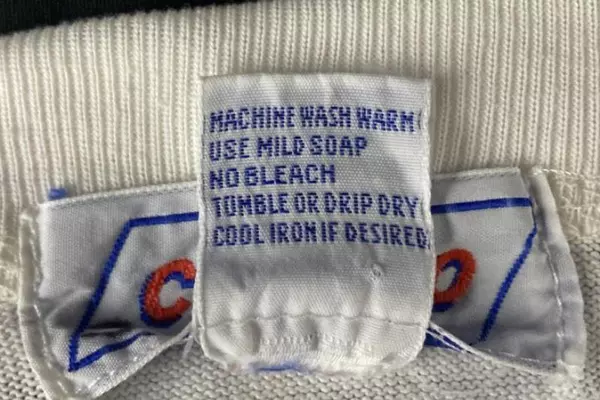 MACHINE WASH WARM
USE MILD SOAP
NO BLEACH
TUMBLE OR DRIP DRY
COOL IRON IF DESIRED